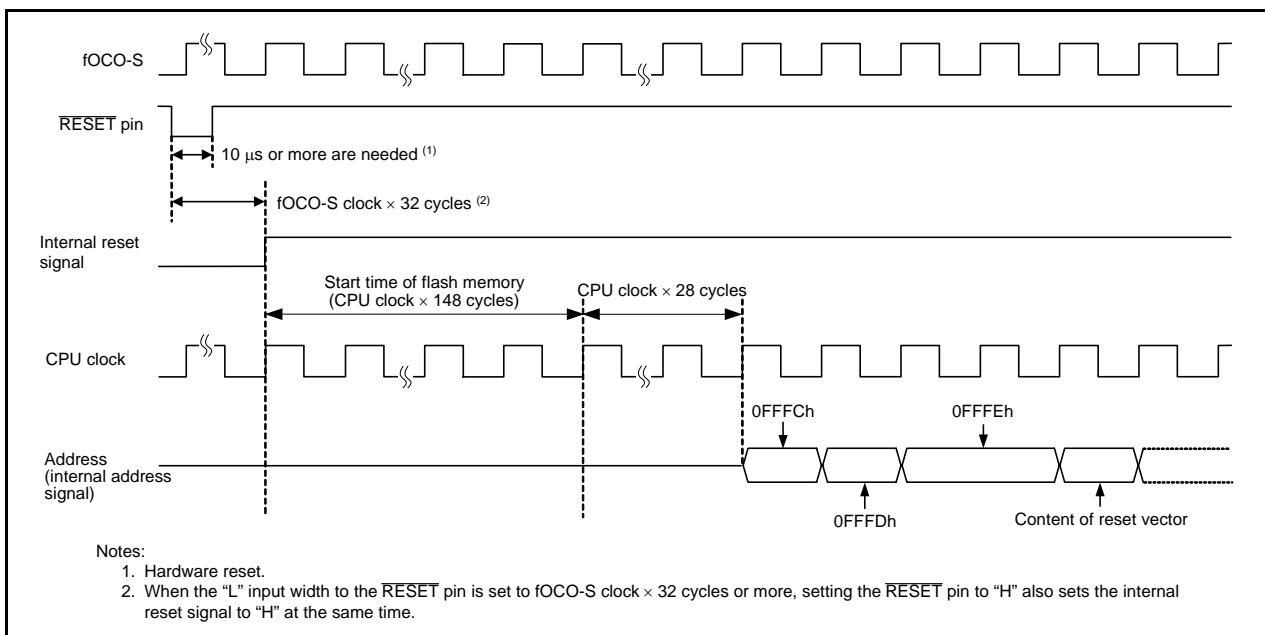 fOCO-S
RESET pin
10 μs or more are needed (1)
fOCO-S clock × 32 cycles (2)
Internal reset
signal
Start time of flash memory
(CPU clock × 148 cycles)
CPU clock × 28 cycles
CPU clock
0FFFCh
0FFFEh
Address
(internal address
signal)
0FFFDh
Content of reset vector
Notes:
1. Hardware reset.
2. When the “L” input width to the RESET pin is set to fOCO-S clock × 32 cycles or more, setting the RESET pin to “H” also sets the internal
reset signal to “H” at the same time.